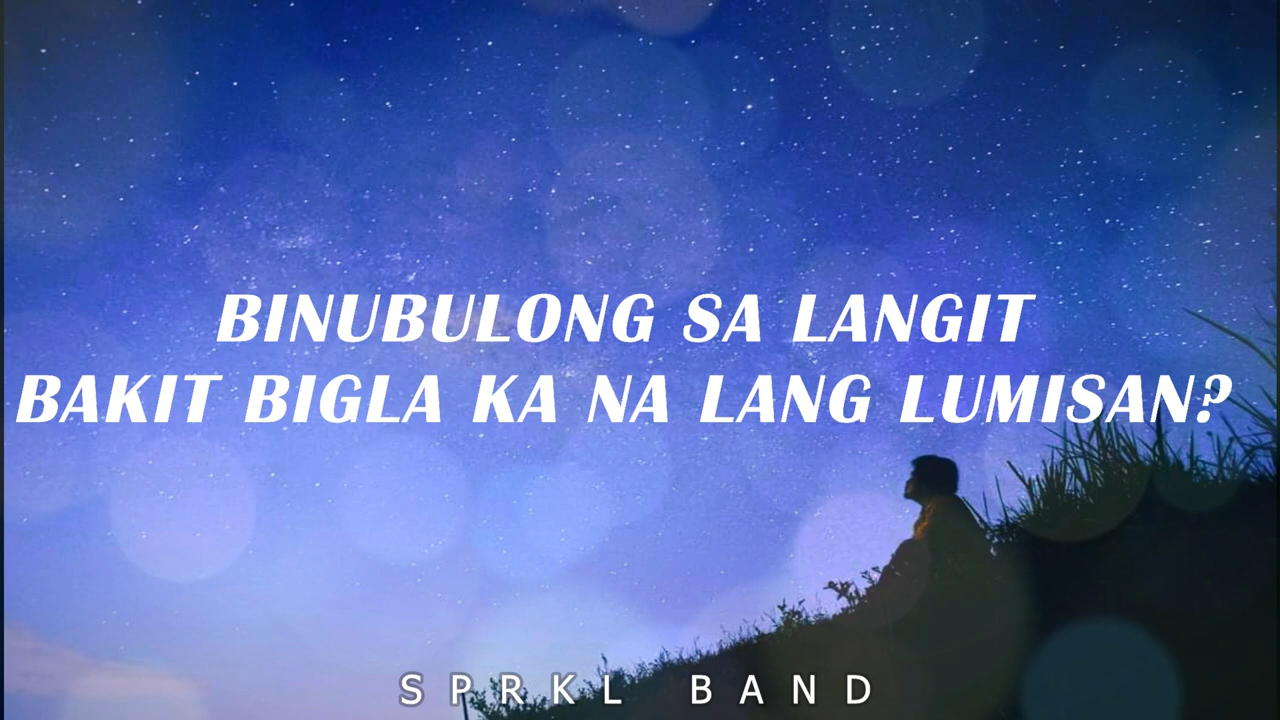 BINUBULONG SA LANGIT
BAKIT BIGLA KA NA LANG LUMISAN?
SPRKL BAND